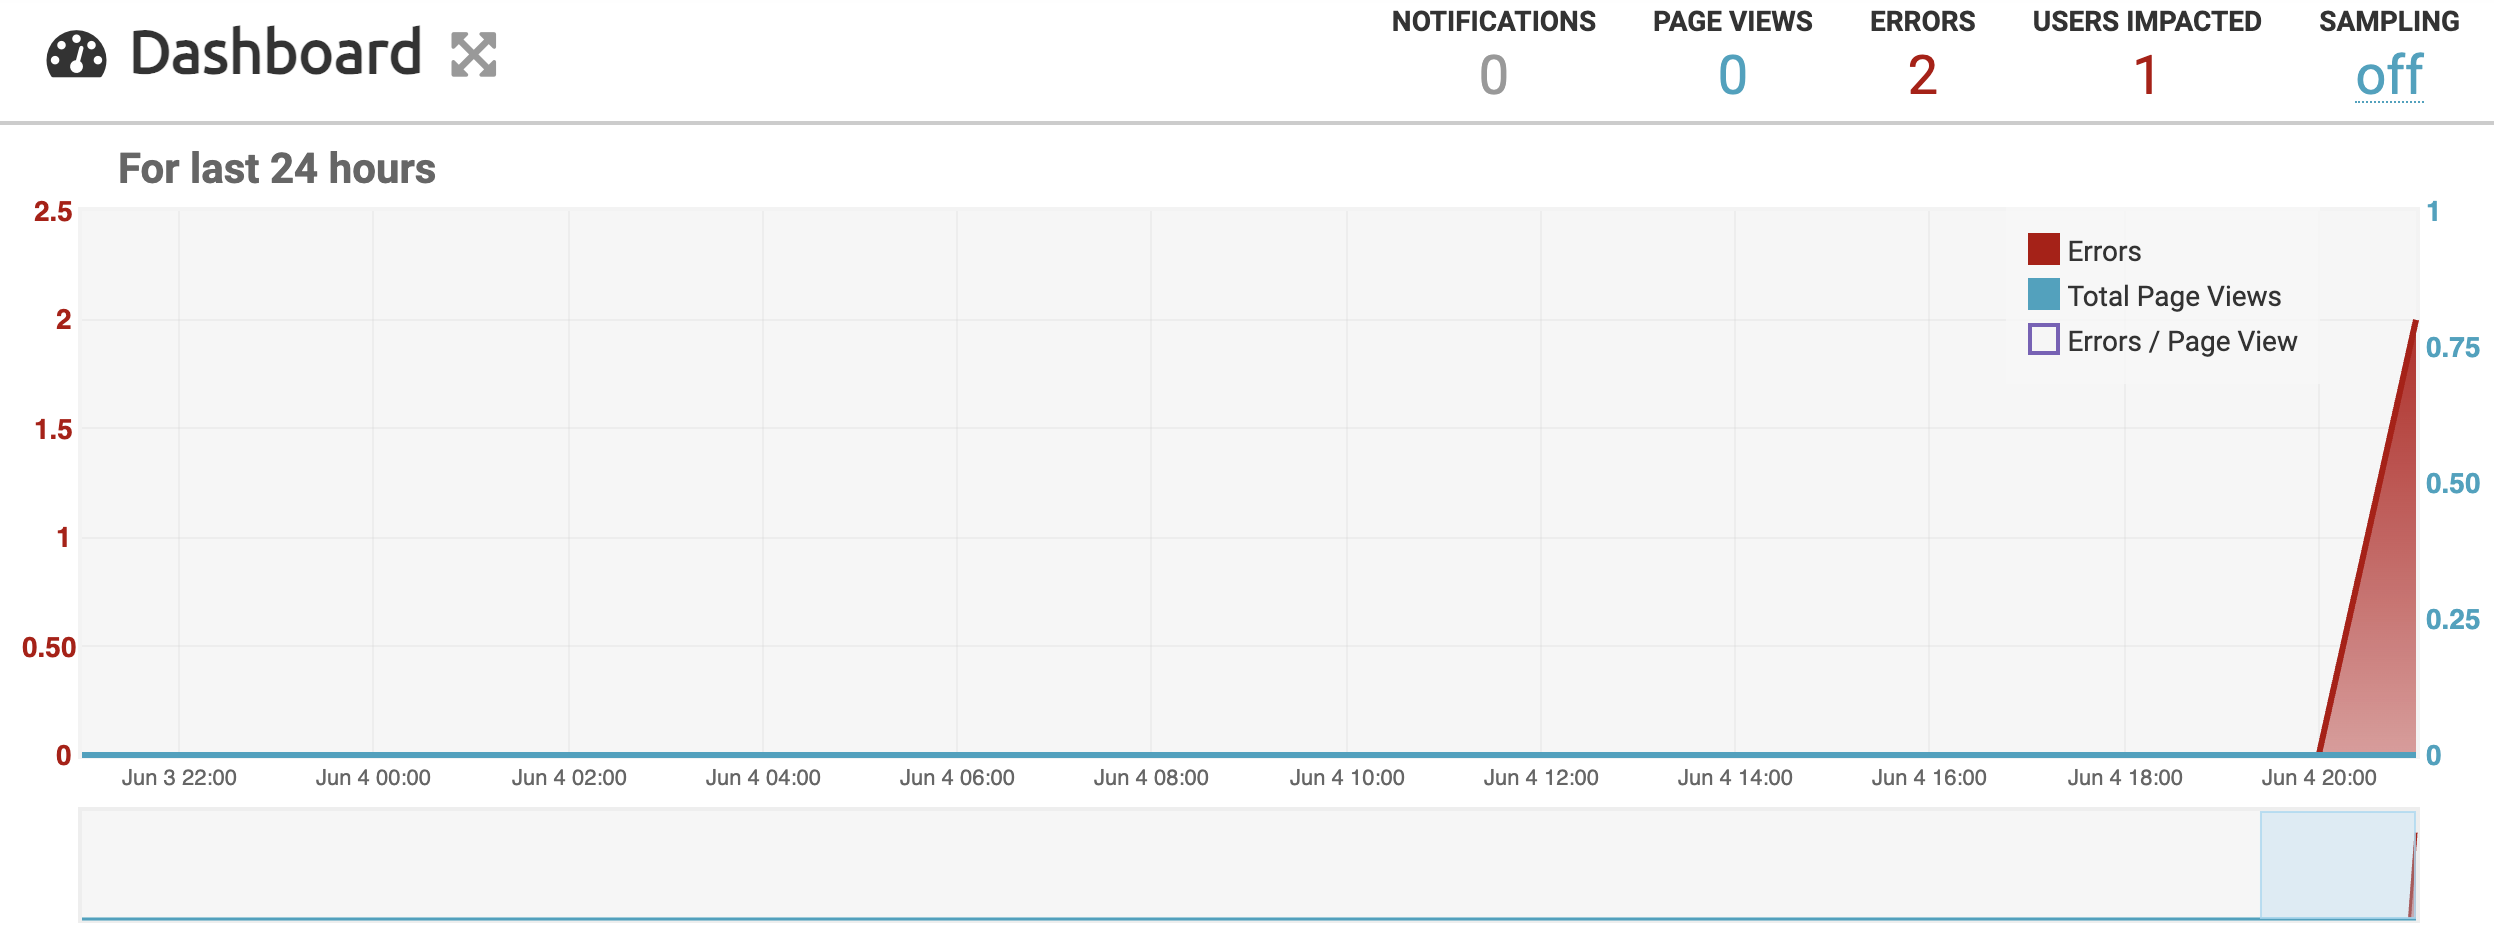 Dashboard
NOTIFICATIONS PAGE VIEWS ERRORS USERS IMPACTED SAMPLING
0 0 2 1 off
For last 24 hours
2.5 1
Errors
Total Page Views
2
Errors / Page View
0.75
1.5
0.50
1
0.25
0.50
0 0
Jun 3 22:00 Jun 4 00:00 Jun 4 02:00 Jun 4 04:00 Jun 4 06:00 Jun 4 08:00 Jun 4 10:00 Jun 4 12:00 Jun 4 14:00 Jun 4 16:00 Jun 4 18:00 Jun 4 20:00